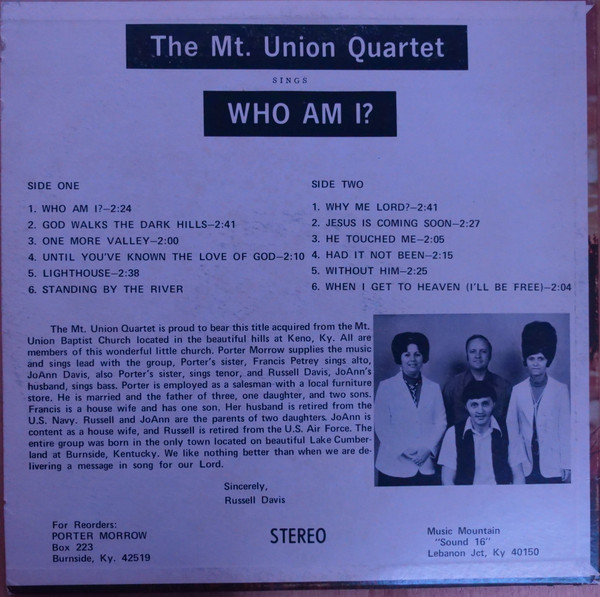 The Mt. Union Quartet
SINGS
WHO AM I?
SIDE ONE
1. WHO AM I?–2:24
2. GOD WALKS THE DARK HILLS–2:41
3. ONE MORE VALLEY–2:00
4. UNTIL YOU'VE KNOWN THE LOVE OF GOD–2:10
5. LIGHTHOUSE–2:38
6. STANDING BY THE RIVER
SIDE TWO
1. WHY ME LORD?–2:41
2. JESUS IS COMING SOON–2:27
3. HE TOUCHED ME–2:05
4. HAD IT NOT BEEN–2:15
5. WITHOUT HIM–2:25
6. WHEN I GET TO HEAVEN (I'LL BE FREE)–2:04
The Mt. Union Quartet is proud to bear this title acquired from the Mt.
Union Baptist Church located in the beautiful hills at Keno, Ky. All are
members of this wonderful little church. Porter Morrow supplies the music
and sings lead with the group, Porter's sister, Francis Petrey sings alto,
JoAnn Davis, also Porter's sister, sings tenor, and Russell Davis, JoAnn's
husband, sings bass. Porter is employed as a salesman with a local furniture
store. He is married and the father of three, one daughter, and two sons.
Francis is a house wife and has one son. Her husband is retired from the
U.S. Navy. Russell and JoAnn are the parents of two daughters. JoAnn is
content as a house wife, and Russell is retired from the U.S. Air Force. The
entire group was born in the only town located on beautiful Lake Cumber-
land at Burnside, Kentucky. We like nothing better than when we are de-
livering a message in song for our Lord.
Sincerely,
Russell Davis
For Reorders:
PORTER MORROW
Box 223
Burnside, Ky. 42519
STEREO
Music Mountain
"Sound 16"
Lebanon Jct, Ky 40150